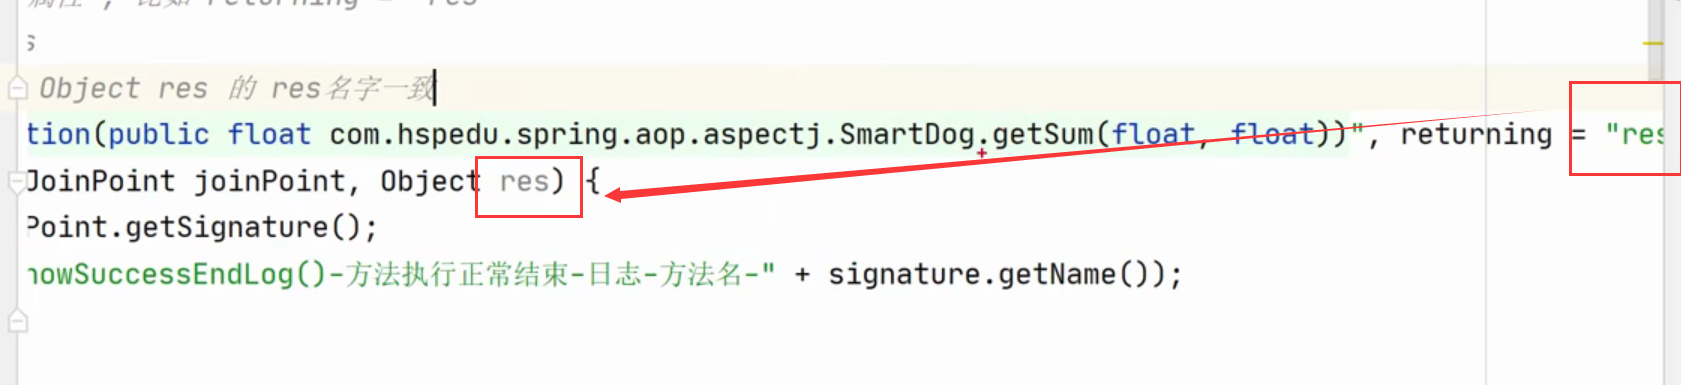 属性, 比如 returning = "res"
s
Object res 的 res名字一致
tion(public float com.hspedu.spring.aop.aspectj.SmartDog.getSum(float, float))", returning = "res
JoinPoint joinPoint, Object res) {
Point.getSignature();
howSuccessEndLog()-方法执行正常结束-日志-方法名-" + signature.getName());